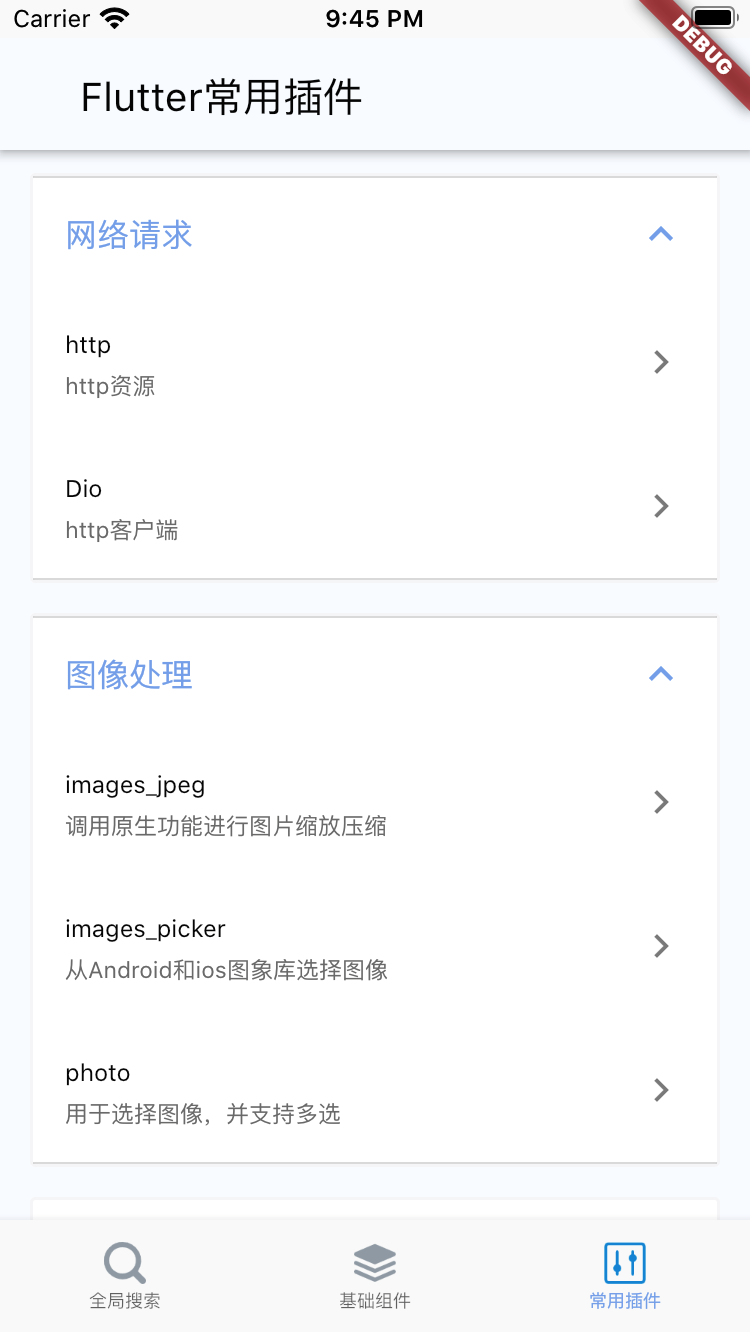 Carrier 9:45 PM
DEBUG
Flutter常用插件
网络请求
http
http资源
Dio
http客户端
图像处理
images_jpeg
调用原生功能进行图片缩放压缩
images_picker
从Android和ios图象库选择图像
photo
用于选择图像，并支持多选
全局搜索 基础组件 常用插件